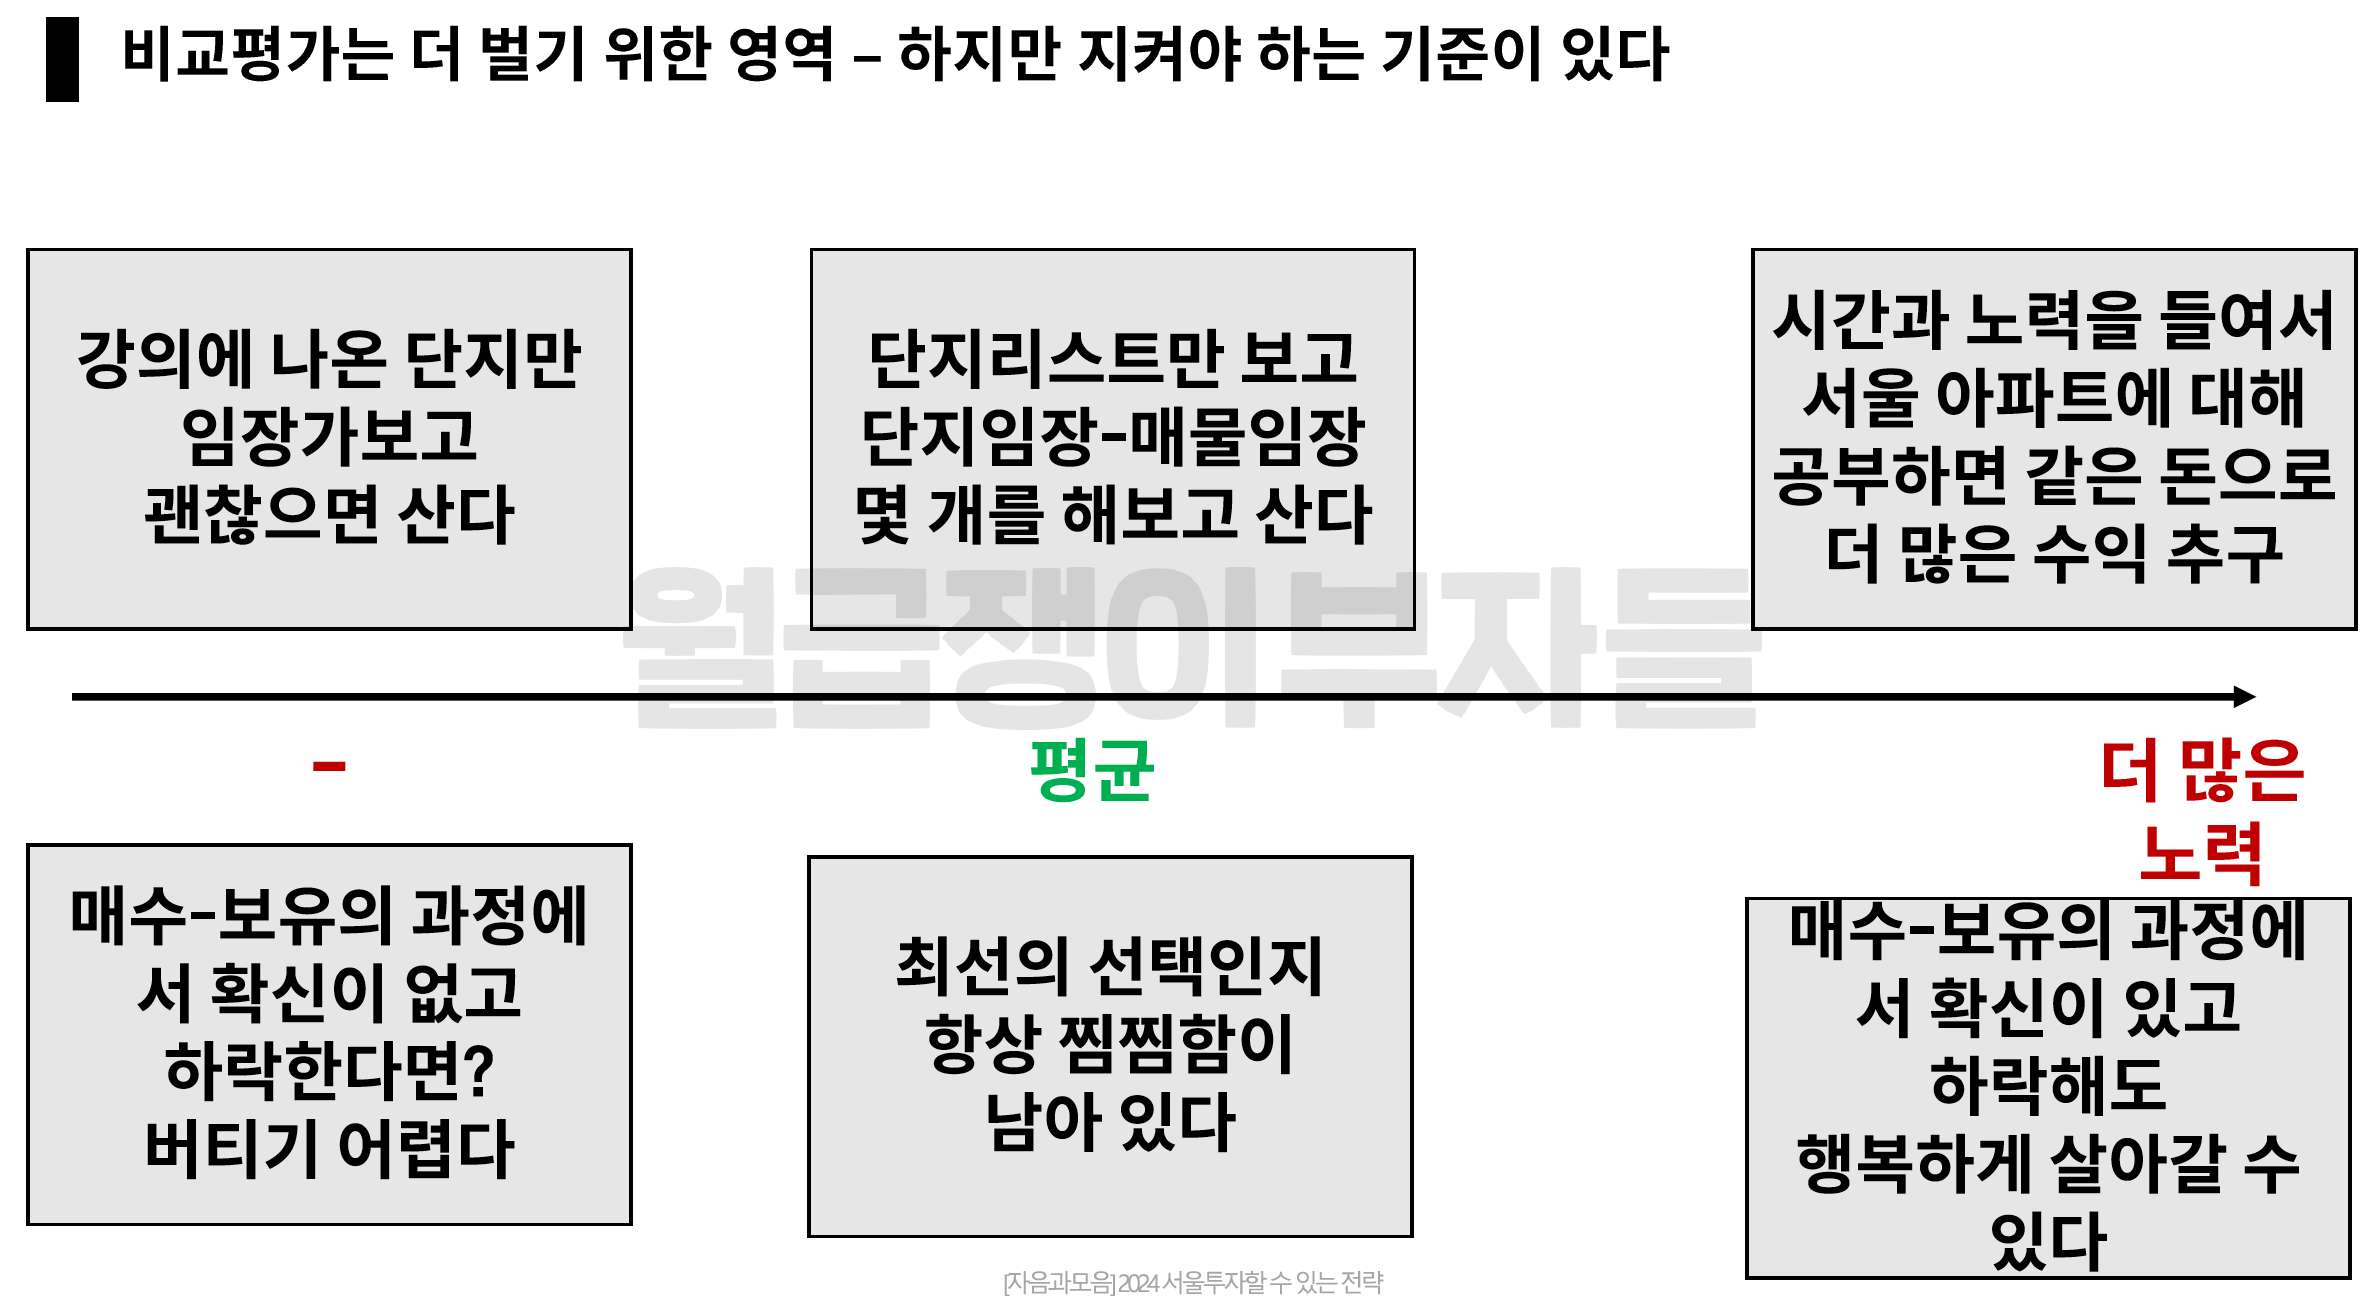 비교평가는 더 벌기 위한 영역 – 하지만 지켜야 하는 기준이 있다
강의에 나온 단지만
임장가보고
괜찮으면 산다
단지리스트만 보고
단지임장-매물임장
몇 개를 해보고 산다
시간과 노력을 들여서
서울 아파트에 대해
공부하면 같은 돈으로
더 많은 수익 추구
월급쟁이부자들
-
평균
더 많은
노력
매수-보유의 과정에
서 확신이 없고
하락한다면?
버티기 어렵다
최선의 선택인지
항상 찜찜함이
남아 있다
매수-보유의 과정에
서 확신이 있고
하락해도
행복하게 살아갈 수
있다
[자음과모음] 2024 서울투자할 수 있는 전략